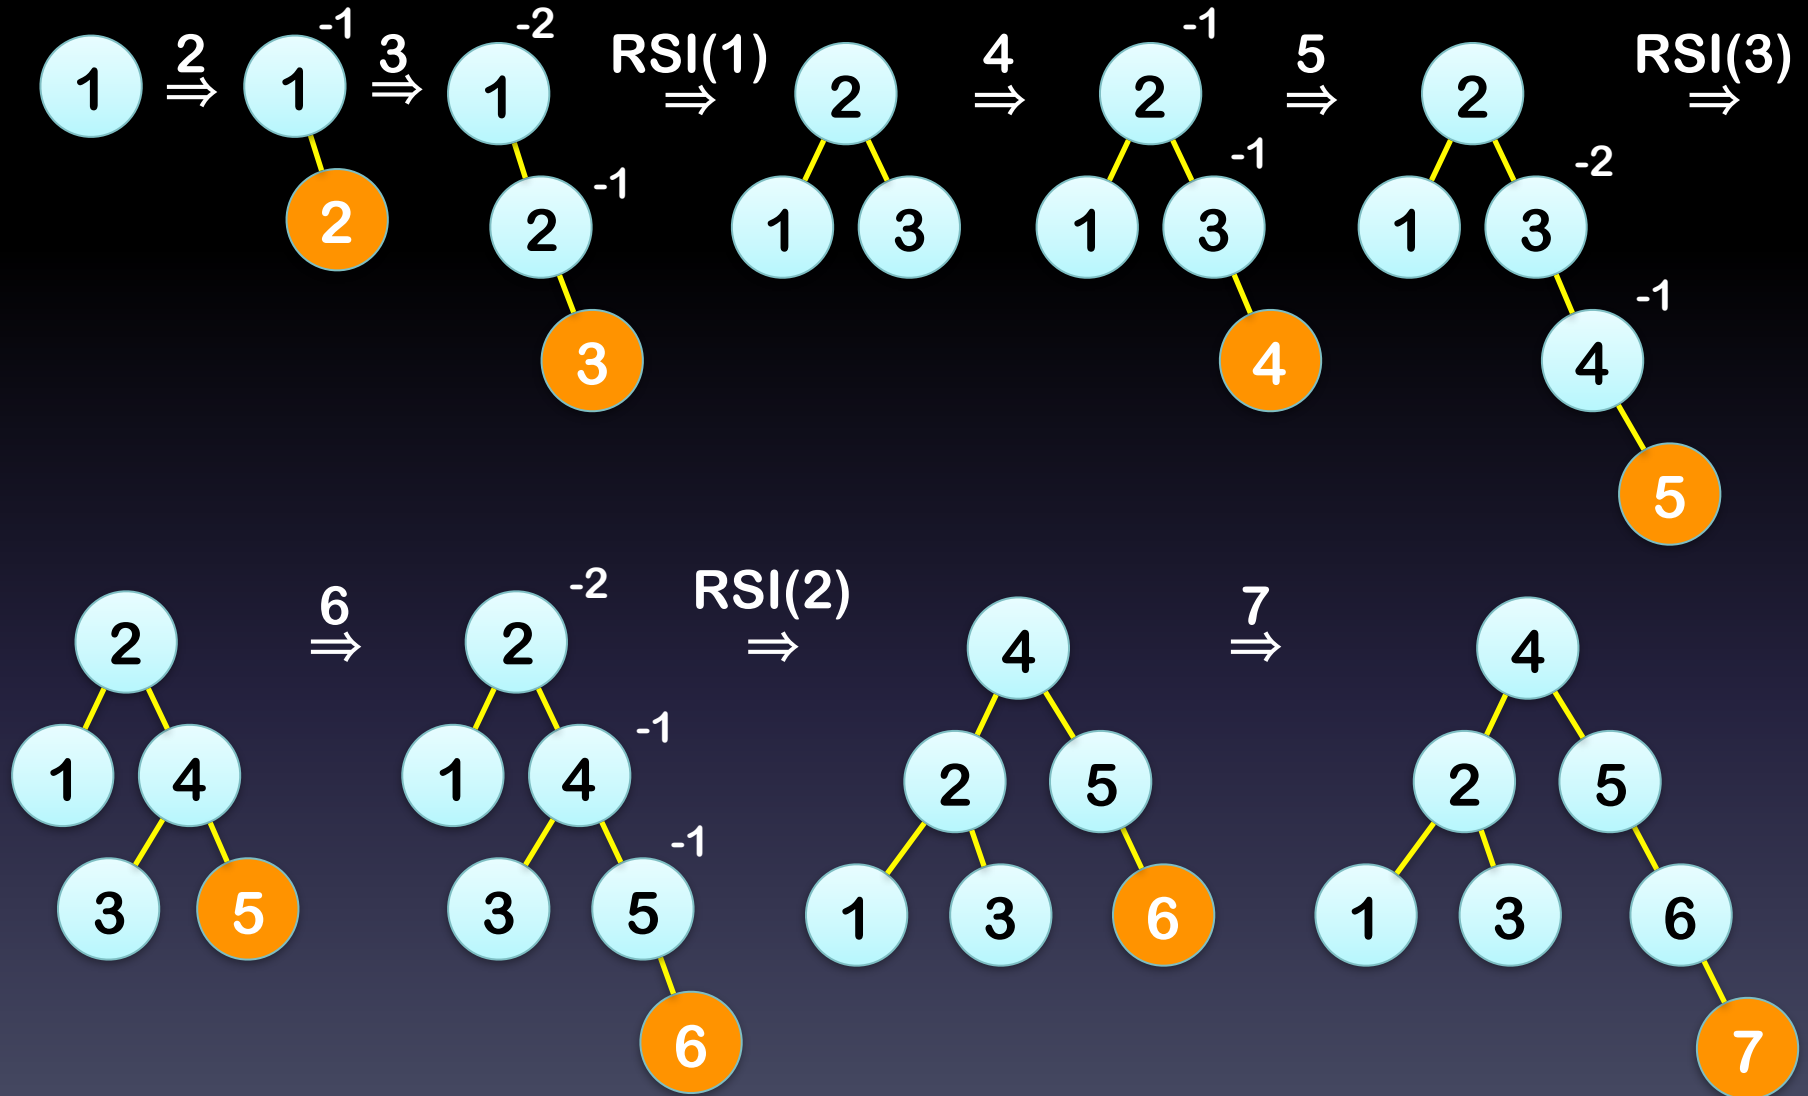 1 2 ⇒ 1 -1 3 ⇒ 1 -2 RSI(1) ⇒ 2 4 ⇒ 2 -1 5 ⇒ 2 RSI(3) ⇒
2 2 -1 1 3 1 3 -1 1 3 -2
3 4 4 -1
5
2 6 ⇒ 2 -2 RSI(2) ⇒ 4 7 ⇒ 4
1 4 1 4 -1 2 5 2 5
3 5 3 5 -1 1 3 6 1 3 6
6 7